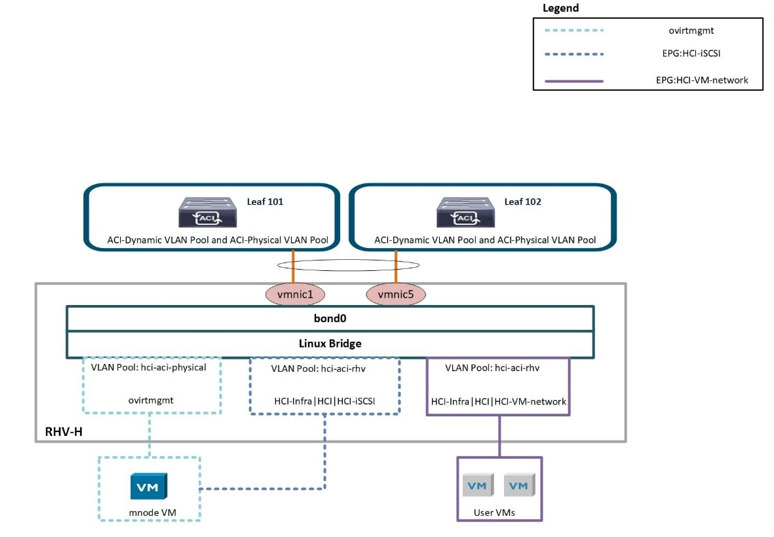 Legend
ovirtmgmt
EPG:HCI-iSCSI
EPG:HCI-VM-network
Leaf 101
ACI
ACI-Dynamic VLAN Pool and ACI-Physical VLAN Pool
Leaf 102
ACI
ACI-Dynamic VLAN Pool and ACI-Physical VLAN Pool
vmnic1
vmnic5
bond0
Linux Bridge
VLAN Pool: hci-aci-physical
ovirtmgmt
VLAN Pool: hci-aci-rhv
HCI-Infra|HCI|HCI-iSCSI
VLAN Pool: hci-aci-rhv
HCI-Infra|HCI|HCI-VM-network
RHV-H
VM
mnode VM
VM
VM
User VMs